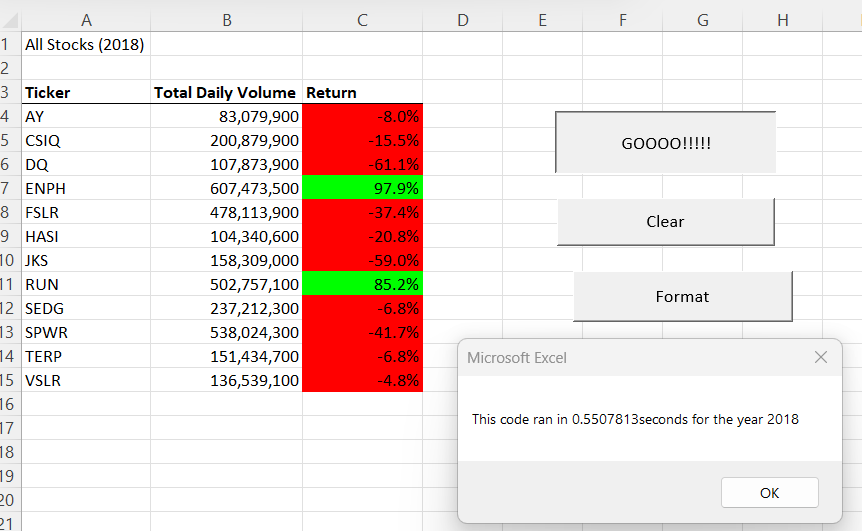 A B C D E F G H
1 All Stocks (2018)
2
3 Ticker Total Daily Volume Return
4 AY 83,079,900 -8.0%
5 CSIQ 200,879,900 -15.5%
6 DQ 107,873,900 -61.1%
7 ENPH 607,473,500 97.9%
8 FSLR 478,113,900 -37.4%
9 HASI 104,340,600 -20.8%
10 JKS 158,309,000 -59.0%
11 RUN 502,757,100 85.2%
12 SEDG 237,212,300 -6.8%
13 SPWR 538,024,300 -41.7%
14 TERP 151,434,700 -6.8%
15 VSLR 136,539,100 -4.8%
16
17
18
19
20
21
GOOOO!!!!!
Clear
Format
Microsoft Excel
This code ran in 0.5507813seconds for the year 2018
OK